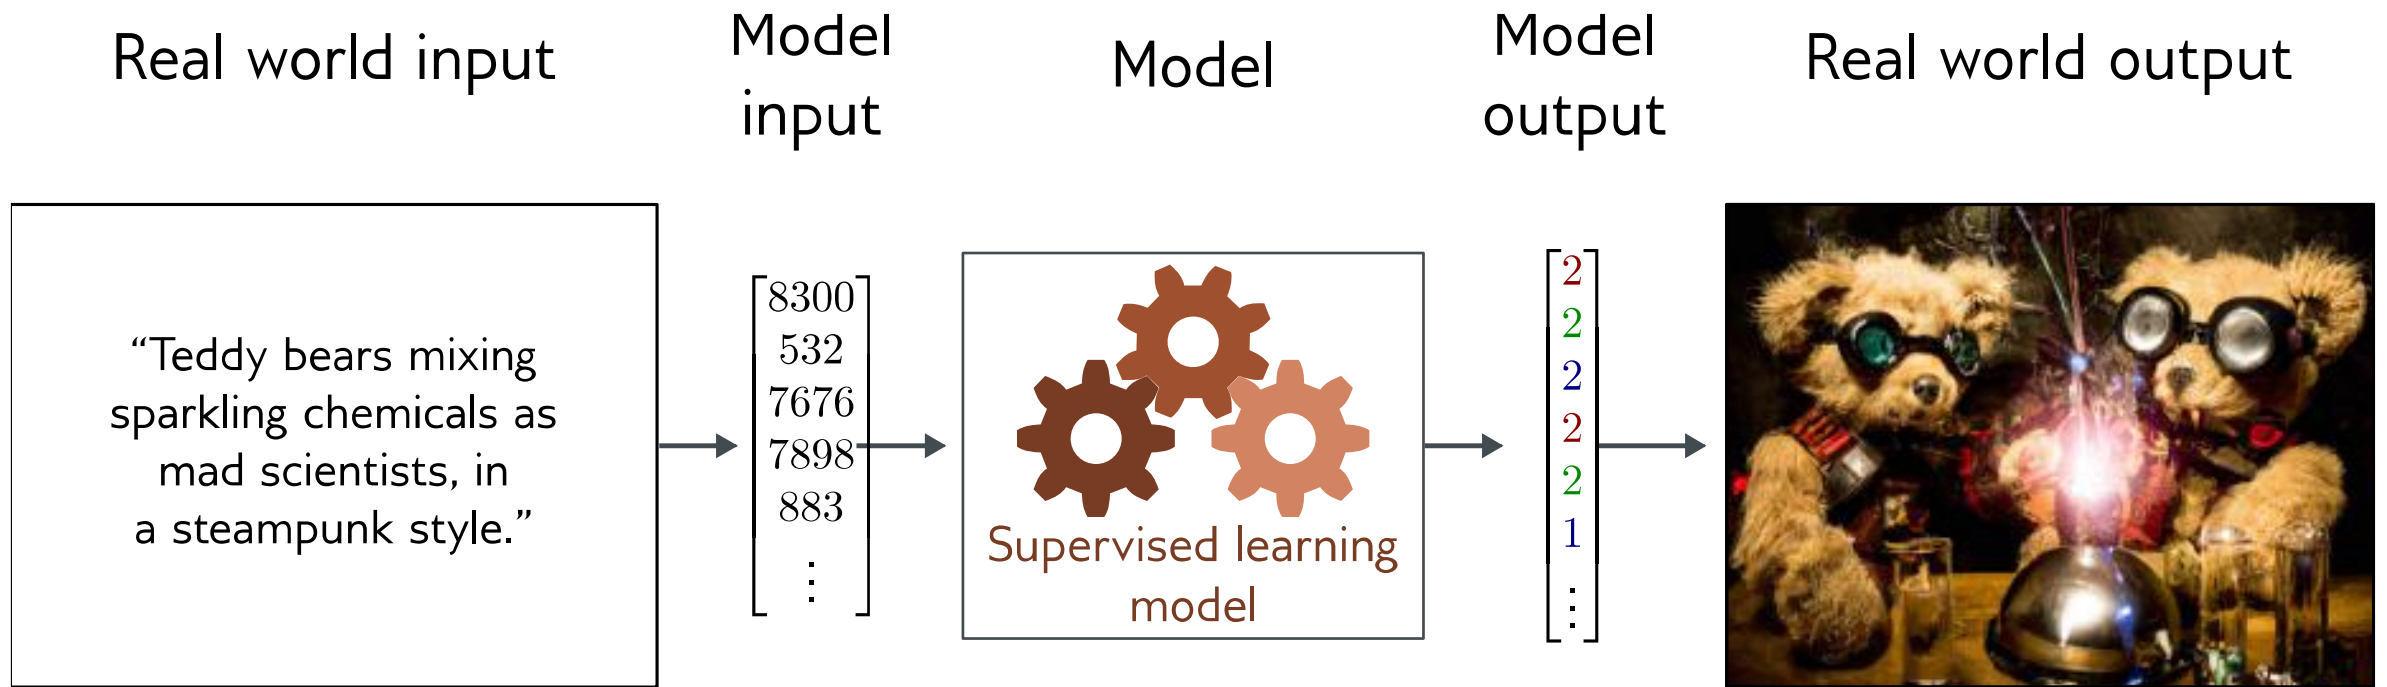 Real world input
Model
input
Model
Model
output
Real world output
“Teddy bears mixing
sparkling chemicals as
mad scientists, in
a steampunk style.”
8300
532
7676
7898
883
⋮
Supervised learning
model
2
2
2
2
2
1
⋮